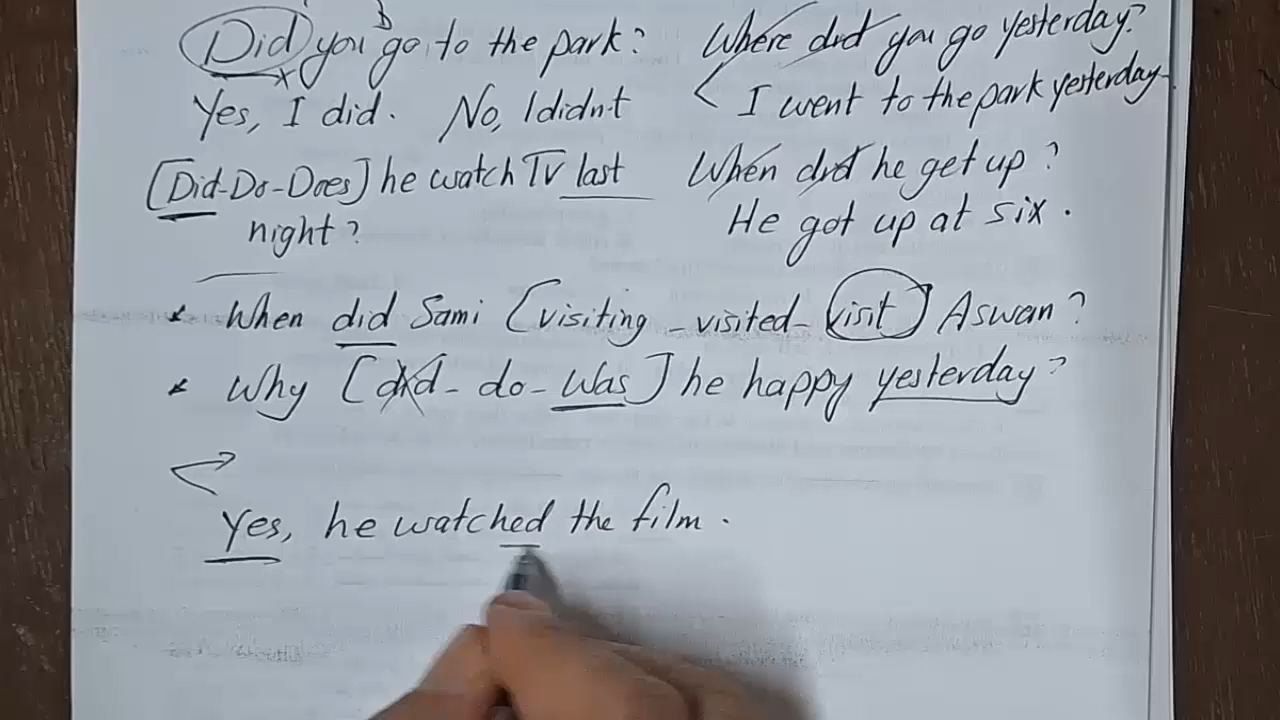 Did you go to the park?
Yes, I did. No, I didn't
[Did-Do-Does] he watch TV last
night?
Where did you go yesterday?
I went to the park yesterday
When did he get up?
He got up at six.
When did Sami [visiting - visited - visit] Aswan?
Why [did - do - was] he happy yesterday?
Yes, he watched the film.